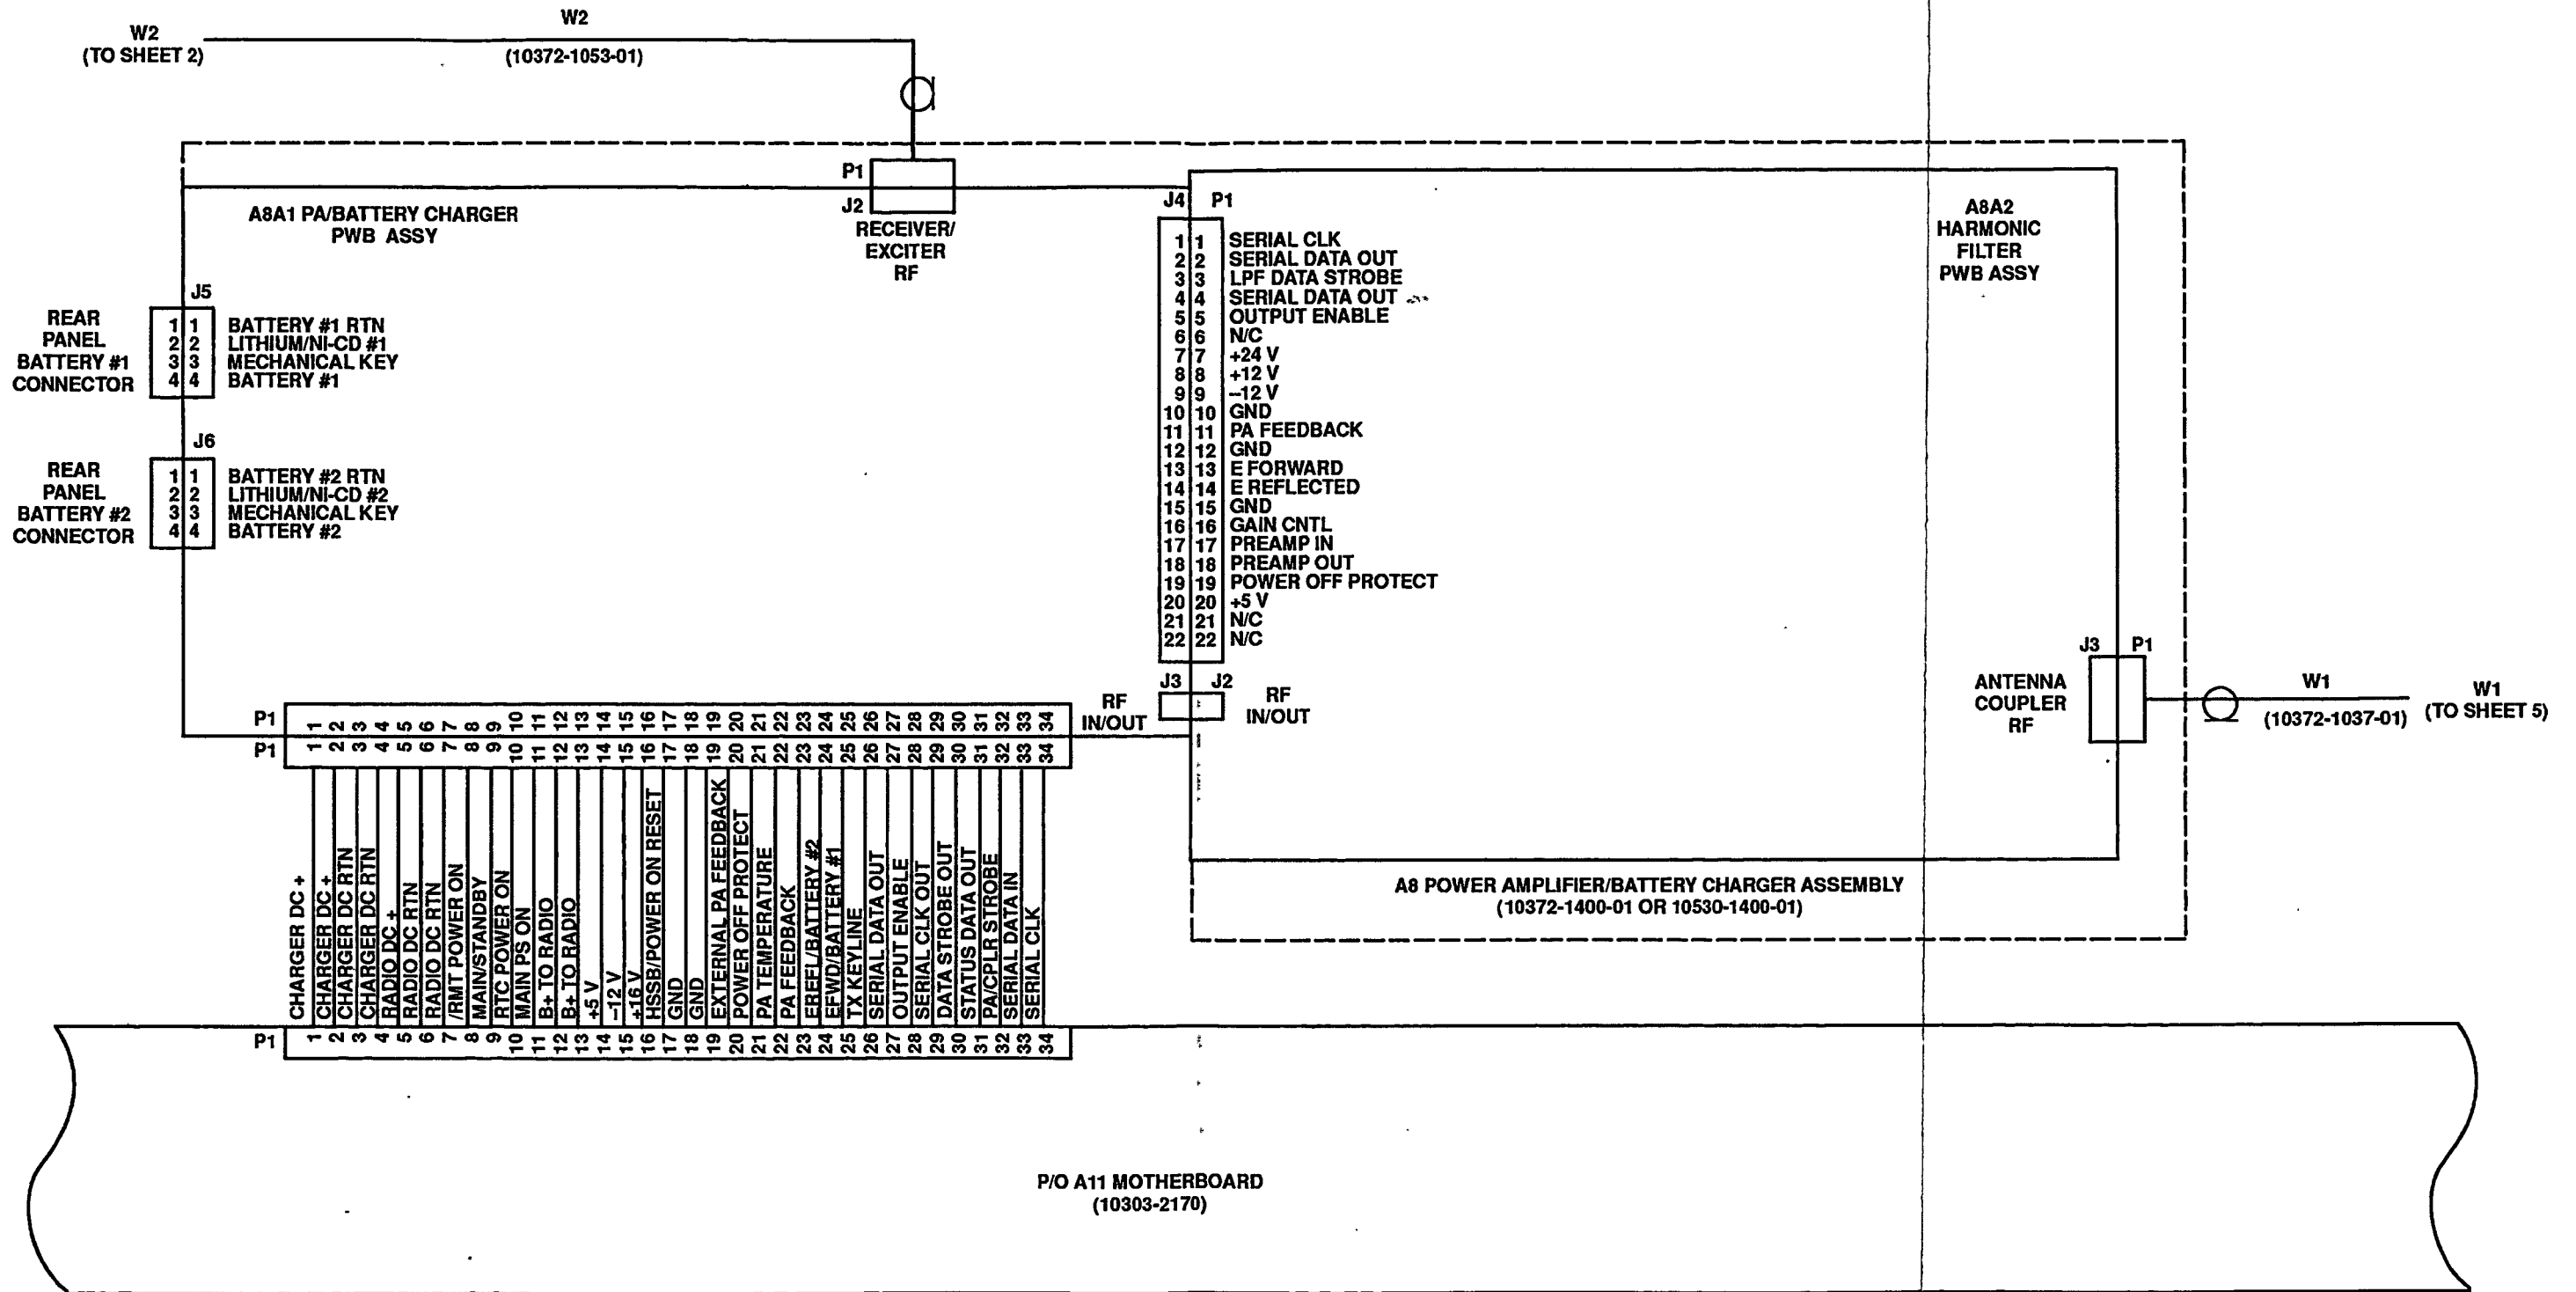 W2
W2
(TO SHEET 2)
(10372-1053-01)
P1
J2
RECEIVER/
EXCITER
RF
A8A1 PA/BATTERY CHARGER
PWB ASSY
J5
REAR
PANEL
BATTERY #1
CONNECTOR
1 1 BATTERY #1 RTN
2 2 LITHIUM/NI-CD #1
3 3 MECHANICAL KEY
4 4 BATTERY #1
J6
REAR
PANEL
BATTERY #2
CONNECTOR
1 1 BATTERY #2 RTN
2 2 LITHIUM/NI-CD #2
3 3 MECHANICAL KEY
4 4 BATTERY #2
J4 P1
1 1 SERIAL CLK
2 2 SERIAL DATA OUT
3 3 LPF DATA STROBE
4 4 SERIAL DATA OUT
5 5 OUTPUT ENABLE
6 6 N/C
7 7 +24 V
8 8 +12 V
9 9 –12 V
10 10 GND
11 11 PA FEEDBACK
12 12 GND
13 13 E FORWARD
14 14 E REFLECTED
15 15 GND
16 16 GAIN CNTL
17 17 PREAMP IN
18 18 PREAMP OUT
19 19 POWER OFF PROTECT
20 20 +5 V
21 21 N/C
22 22 N/C
A8A2
HARMONIC
FILTER
PWB ASSY
J3 J2
RF
IN/OUT
RF
IN/OUT
J3 P1
ANTENNA
COUPLER
RF
W1
(10372-1037-01)
W1
(TO SHEET 5)
P1 1 2 3 4 5 6 7 8 9 10 11 12 13 14 15 16 17 18 19 20 21 22 23 24 25 26 27 28 29 30 31 32 33 34
P1 1 2 3 4 5 6 7 8 9 10 11 12 13 14 15 16 17 18 19 20 21 22 23 24 25 26 27 28 29 30 31 32 33 34
CHARGER DC +
CHARGER DC +
CHARGER DC RTN
CHARGER DC RTN
RADIO DC +
RADIO DC RTN
RADIO DC RTN
/RMT POWER ON
MAIN/STANDBY
RTC POWER ON
MAIN PS ON
B+ TO RADIO
B+ TO RADIO
+5 V
–12 V
+16 V
HSSB/POWER ON RESET
GND
GND
EXTERNAL PA FEEDBACK
POWER OFF PROTECT
PA TEMPERATURE
PA FEEDBACK
EREFL/BATTERY #2
EFWD/BATTERY #1
TX KEYLINE
SERIAL DATA OUT
OUTPUT ENABLE
SERIAL CLK OUT
DATA STROBE OUT
STATUS DATA OUT
PA/CPLR STROBE
SERIAL DATA IN
SERIAL CLK
P1 1 2 3 4 5 6 7 8 9 10 11 12 13 14 15 16 17 18 19 20 21 22 23 24 25 26 27 28 29 30 31 32 33 34
A8 POWER AMPLIFIER/BATTERY CHARGER ASSEMBLY
(10372-1400-01 OR 10530-1400-01)
P/O A11 MOTHERBOARD
(10303-2170)